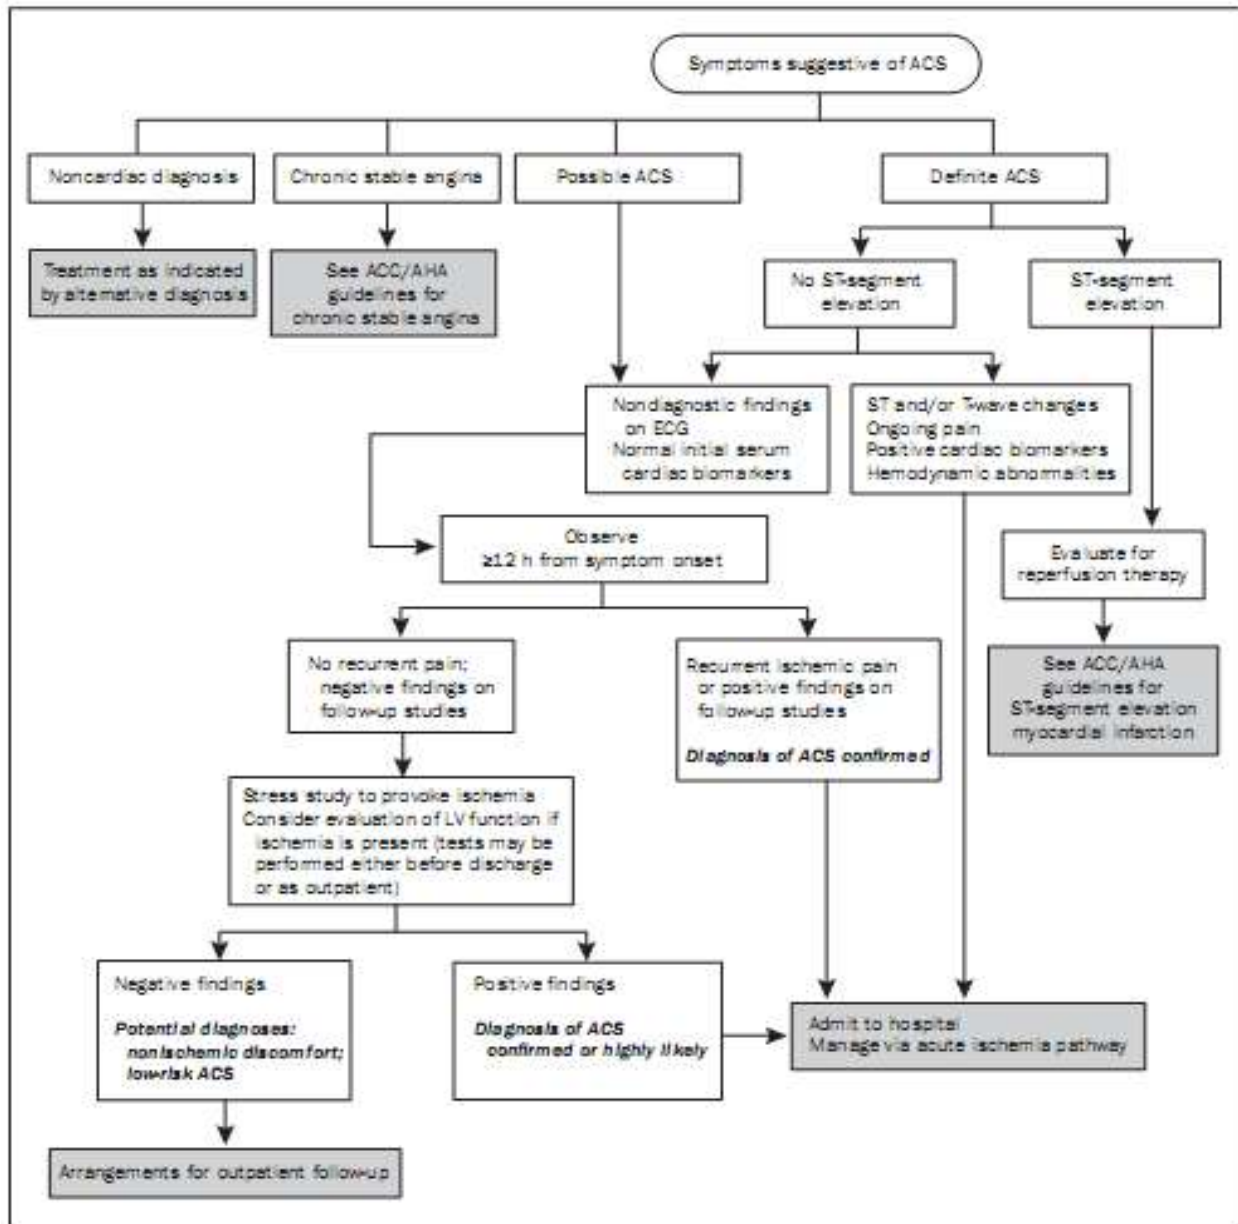 Symptoms suggestive of ACS
Noncardiac diagnosis
Chronic stable angina
Possible ACS
Definite ACS
Treatment as indicated
by alternative diagnosis
See ACC/AHA
guidelines for
chronic stable angina
No ST-segment
elevation
ST-segment
elevation
Nondiagnostic findings
on ECG
Normal initial serum
cardiac biomarkers
ST and/or T-wave changes
Ongoing pain
Positive cardiac biomarkers
Hemodynamic abnormalities
Observe
≥12 h from symptom onset
Evaluate for
reperfusion therapy
No recurrent pain;
negative findings on
follow-up studies
Recurrent ischemic pain
or positive findings on
follow-up studies
Diagnosis of ACS confirmed
See ACC/AHA
guidelines for
ST-segment elevation
myocardial infarction
Stress study to provoke ischemia
Consider evaluation of LV function if
ischemia is present (tests may be
performed either before discharge
or as outpatient)
Negative findings
Potential diagnoses:
nonischemic discomfort;
low-risk ACS
Positive findings
Diagnosis of ACS
confirmed or highly likely
Admit to hospital
Manage via acute ischemia pathway
Arrangements for outpatient follow-up